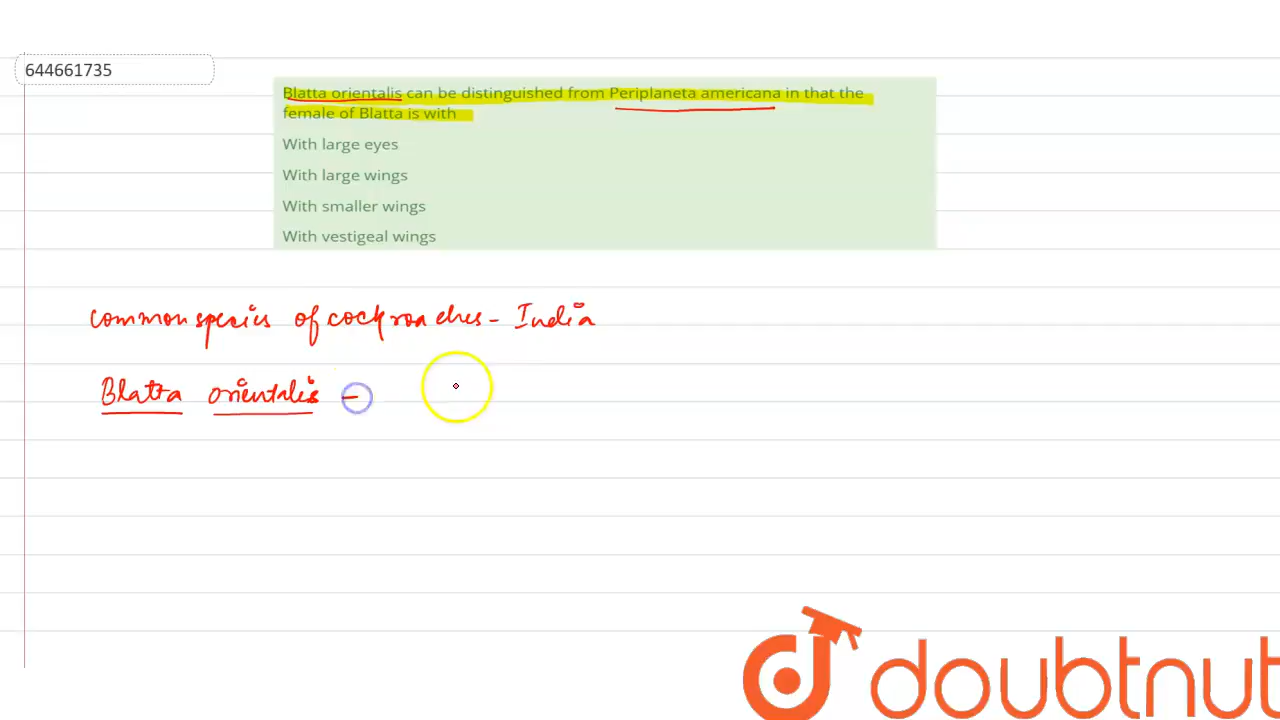 644661735
Blatta orientalis can be distinguished from Periplaneta americana in that the
female of Blatta is with
With large eyes
With large wings
With smaller wings
With vestigeal wings
common species of cockroaches - India
Blatta orientalis -
doubtnut